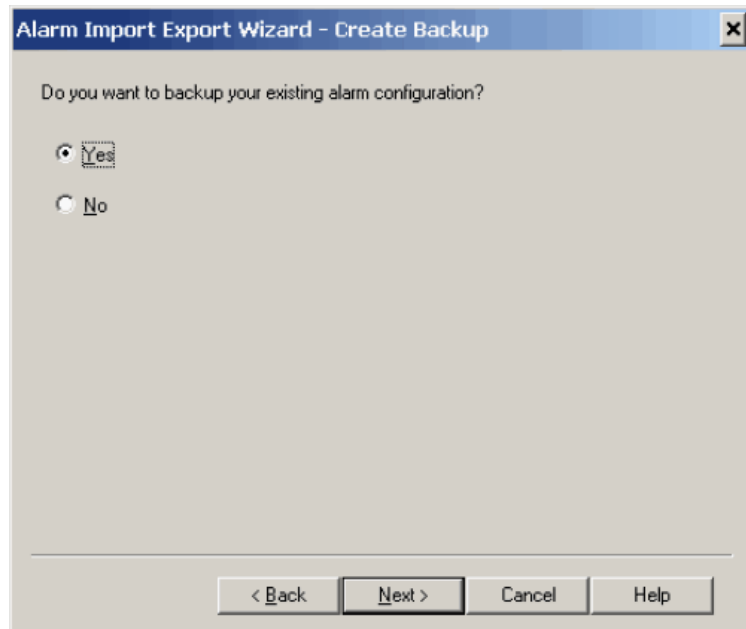 Alarm Import Export Wizard - Create Backup
Do you want to backup your existing alarm configuration?
Yes
No
< Back Next > Cancel Help